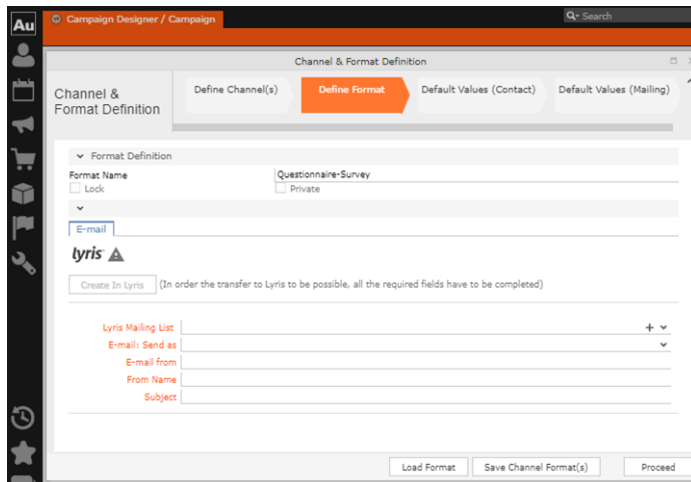 Au
Campaign Designer / Campaign
Search
Channel & Format Definition
Channel &
Format Definition
Define Channel(s)
Define Format
Default Values (Contact)
Default Values (Mailing)
Format Definition
Format Name
Questionnaire-Survey
Lock
Private
E-mail
lyris
Create In Lyris
(In order the transfer to Lyris to be possible, all the required fields have to be completed)
Lyris Mailing List
E-mail: Send as
E-mail from
From Name
Subject
Load Format
Save Channel Format(s)
Proceed